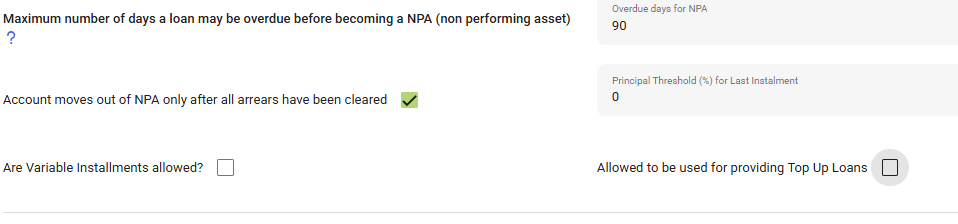 Maximum number of days a loan may be overdue before becoming a NPA (non performing asset)
?
Overdue days for NPA
90
Account moves out of NPA only after all arrears have been cleared
Principal Threshold (%) for Last Instalment
0
Are Variable Installments allowed?
Allowed to be used for providing Top Up Loans